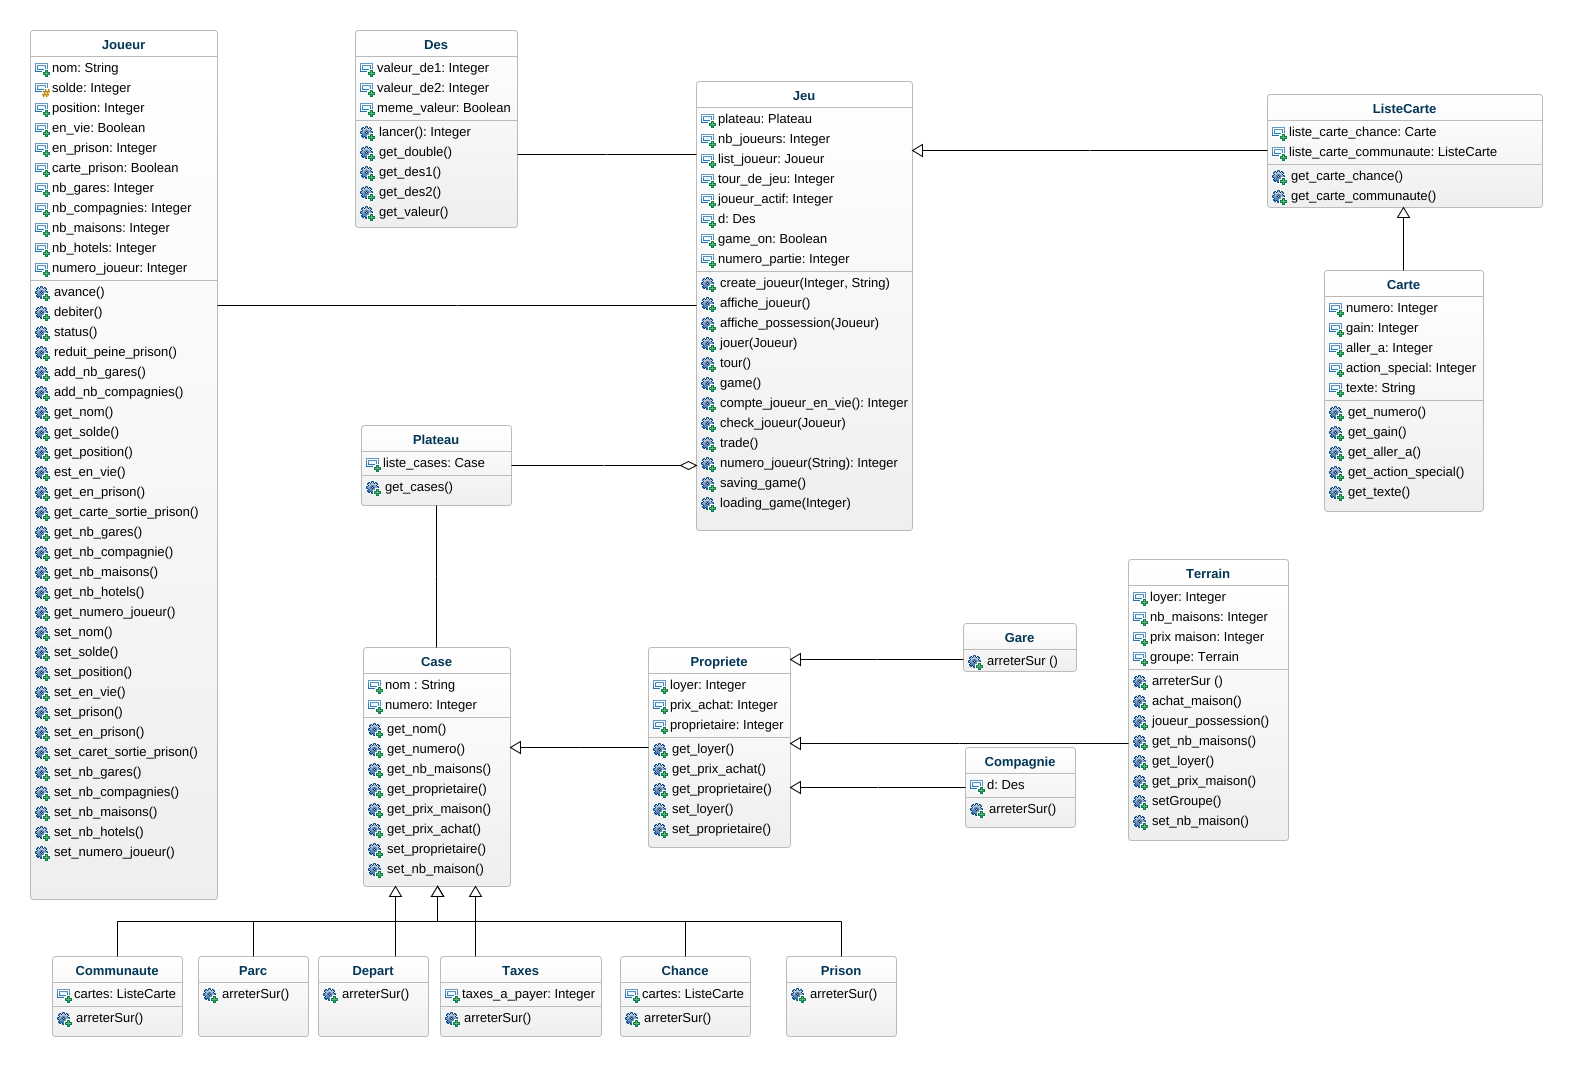 Joueur
nom: String
solde: Integer
position: Integer
en_vie: Boolean
en_prison: Integer
carte_prison: Boolean
nb_gares: Integer
nb_compagnies: Integer
nb_maisons: Integer
nb_hotels: Integer
numero_joueur: Integer
avance()
debiter()
status()
reduit_peine_prison()
add_nb_gares()
add_nb_compagnies()
get_nom()
get_solde()
get_position()
est_en_vie()
get_en_prison()
get_carte_sortie_prison()
get_nb_gares()
get_nb_compagnie()
get_nb_maisons()
get_nb_hotels()
get_numero_joueur()
set_nom()
set_solde()
set_position()
set_en_vie()
set_prison()
set_en_prison()
set_caret_sortie_prison()
set_nb_gares()
set_nb_compagnies()
set_nb_maisons()
set_nb_hotels()
set_numero_joueur()
Des
valeur_de1: Integer
valeur_de2: Integer
meme_valeur: Boolean
lancer(): Integer
get_double()
get_des1()
get_des2()
get_valeur()
Jeu
plateau: Plateau
nb_joueurs: Integer
list_joueur: Joueur
tour_de_jeu: Integer
joueur_actif: Integer
d: Des
game_on: Boolean
numero_partie: Integer
create_joueur(Integer, String)
affiche_joueur()
affiche_possession(Joueur)
jouer(Joueur)
tour()
game()
compte_joueur_en_vie(): Integer
check_joueur(Joueur)
trade()
numero_joueur(String): Integer
saving_game()
loading_game(Integer)
ListeCarte
liste_carte_chance: Carte
liste_carte_communaute: ListeCarte
get_carte_chance()
get_carte_communaute()
Carte
numero: Integer
gain: Integer
aller_a: Integer
action_special: Integer
texte: String
get_numero()
get_gain()
get_aller_a()
get_action_special()
get_texte()
Plateau
liste_cases: Case
get_cases()
Case
nom : String
numero: Integer
get_nom()
get_numero()
get_nb_maisons()
get_proprietaire()
get_prix_maison()
get_prix_achat()
set_proprietaire()
set_nb_maison()
Propriete
loyer: Integer
prix_achat: Integer
proprietaire: Integer
get_loyer()
get_prix_achat()
get_proprietaire()
set_loyer()
set_proprietaire()
Gare
arreterSur ()
Compagnie
d: Des
arreterSur()
Terrain
loyer: Integer
nb_maisons: Integer
prix maison: Integer
groupe: Terrain
arreterSur ()
achat_maison()
joueur_possession()
get_nb_maisons()
get_loyer()
get_prix_maison()
setGroupe()
set_nb_maison()
Communaute
cartes: ListeCarte
arreterSur()
Parc
arreterSur()
Depart
arreterSur()
Taxes
taxes_a_payer: Integer
arreterSur()
Chance
cartes: ListeCarte
arreterSur()
Prison
arreterSur()